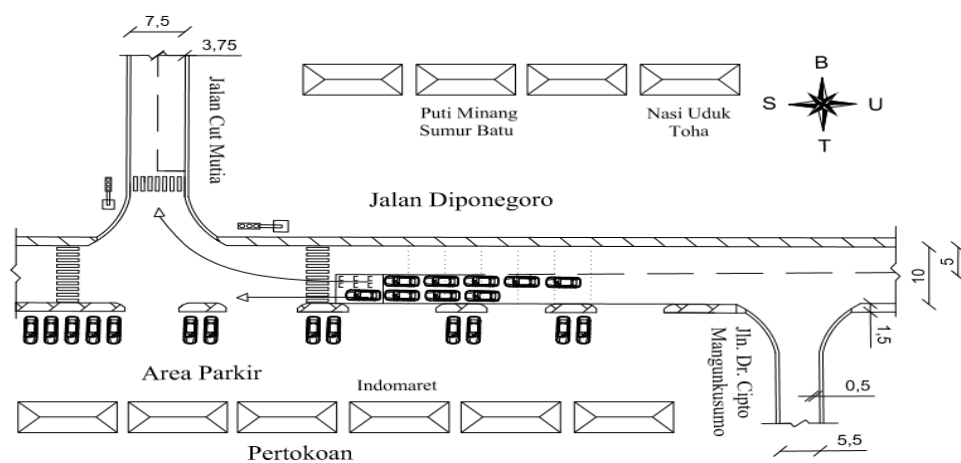 7,5
3,75
Jalan Cut Mutia
Puti Minang
Sumur Batu
Nasi Uduk
Toha
B
S
U
T
Jalan Diponegoro
5
10
1,5
Jln. Dr. Cipto
Mangunkusumo
0,5
5,5
Area Parkir
Indomaret
Pertokoan